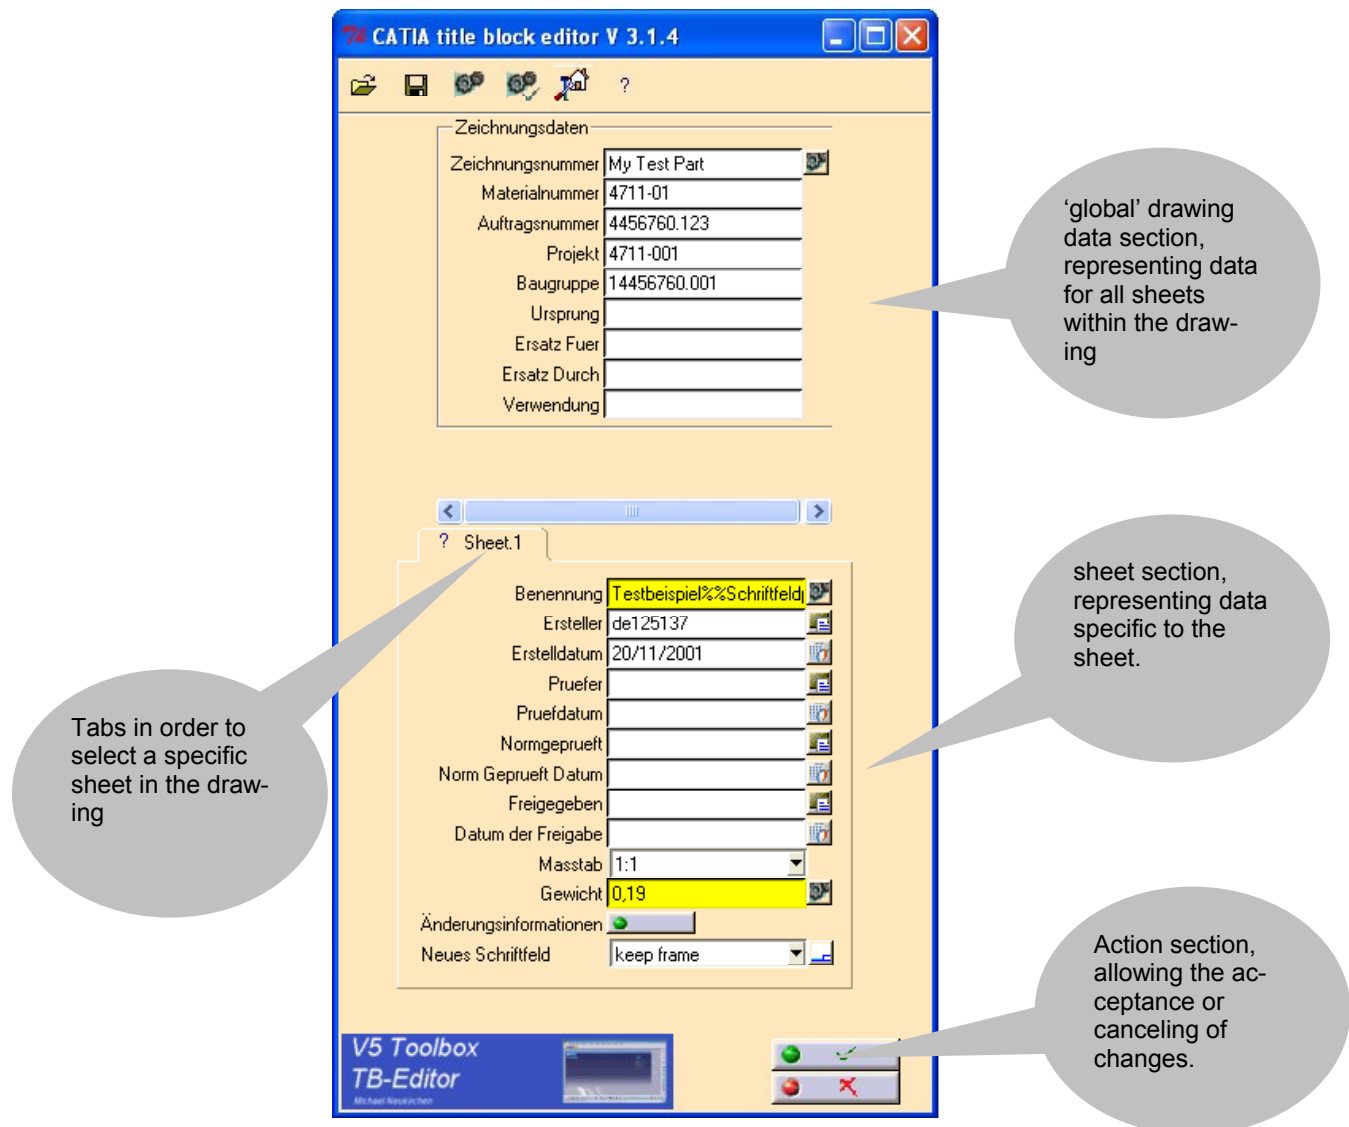 CATIA title block editor V 3.1.4
?
Zeichnungsdaten
Zeichnungsnummer My Test Part
Materialnummer 4711-01
Auftragsnummer 4456760.123
Projekt 4711-001
Baugruppe 14456760.001
Ursprung
Ersatz Fuer
Ersatz Durch
Verwendung
‘global’ drawing
data section,
representing data
for all sheets
within the draw-
ing
? Sheet.1
Benennung Testbeispiel%%Schriftfeld
Ersteller de125137
Erstelldatum 20/11/2001
Pruefer
Pruefdatum
Normgeprueft
Norm Geprueft Datum
Freigegeben
Datum der Freigabe
Masstab 1:1
Gewicht 0,19
Änderungsinformationen
Neues Schriftfeld keep frame
sheet section,
representing data
specific to the
sheet.
Tabs in order to
select a specific
sheet in the draw-
ing
Action section,
allowing the ac-
ceptance or
canceling of
changes.
V5 Toolbox
TB-Editor
Michael Neukirchen